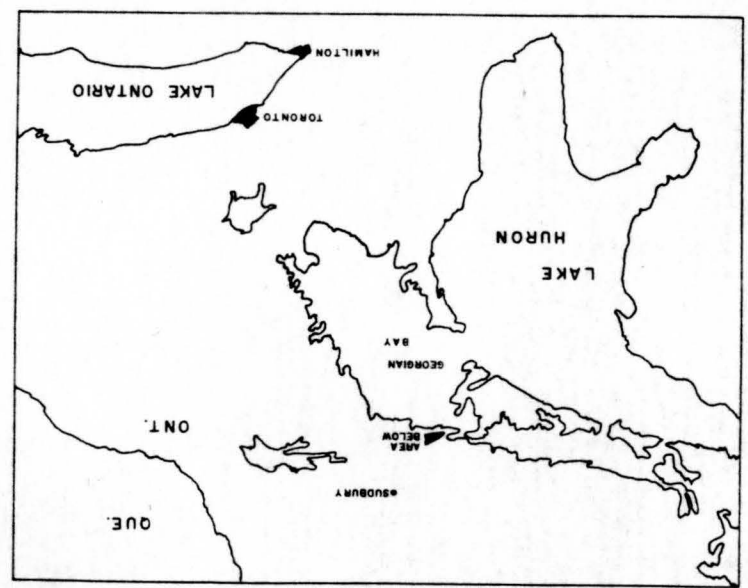 QUE.
SUDBURY
AREA
BELOW
ONT.
GEORGIAN
BAY
LAKE
HURON
TORONTO
LAKE ONTARIO
HAMILTON